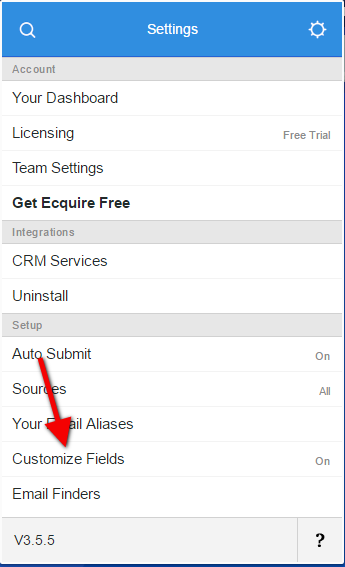 Settings
Account
Your Dashboard
Licensing Free Trial
Team Settings
Get Ecquire Free
Integrations
CRM Services
Uninstall
Setup
Auto Submit On
Sources All
Your Email Aliases
Customize Fields On
Email Finders
V3.5.5 ?